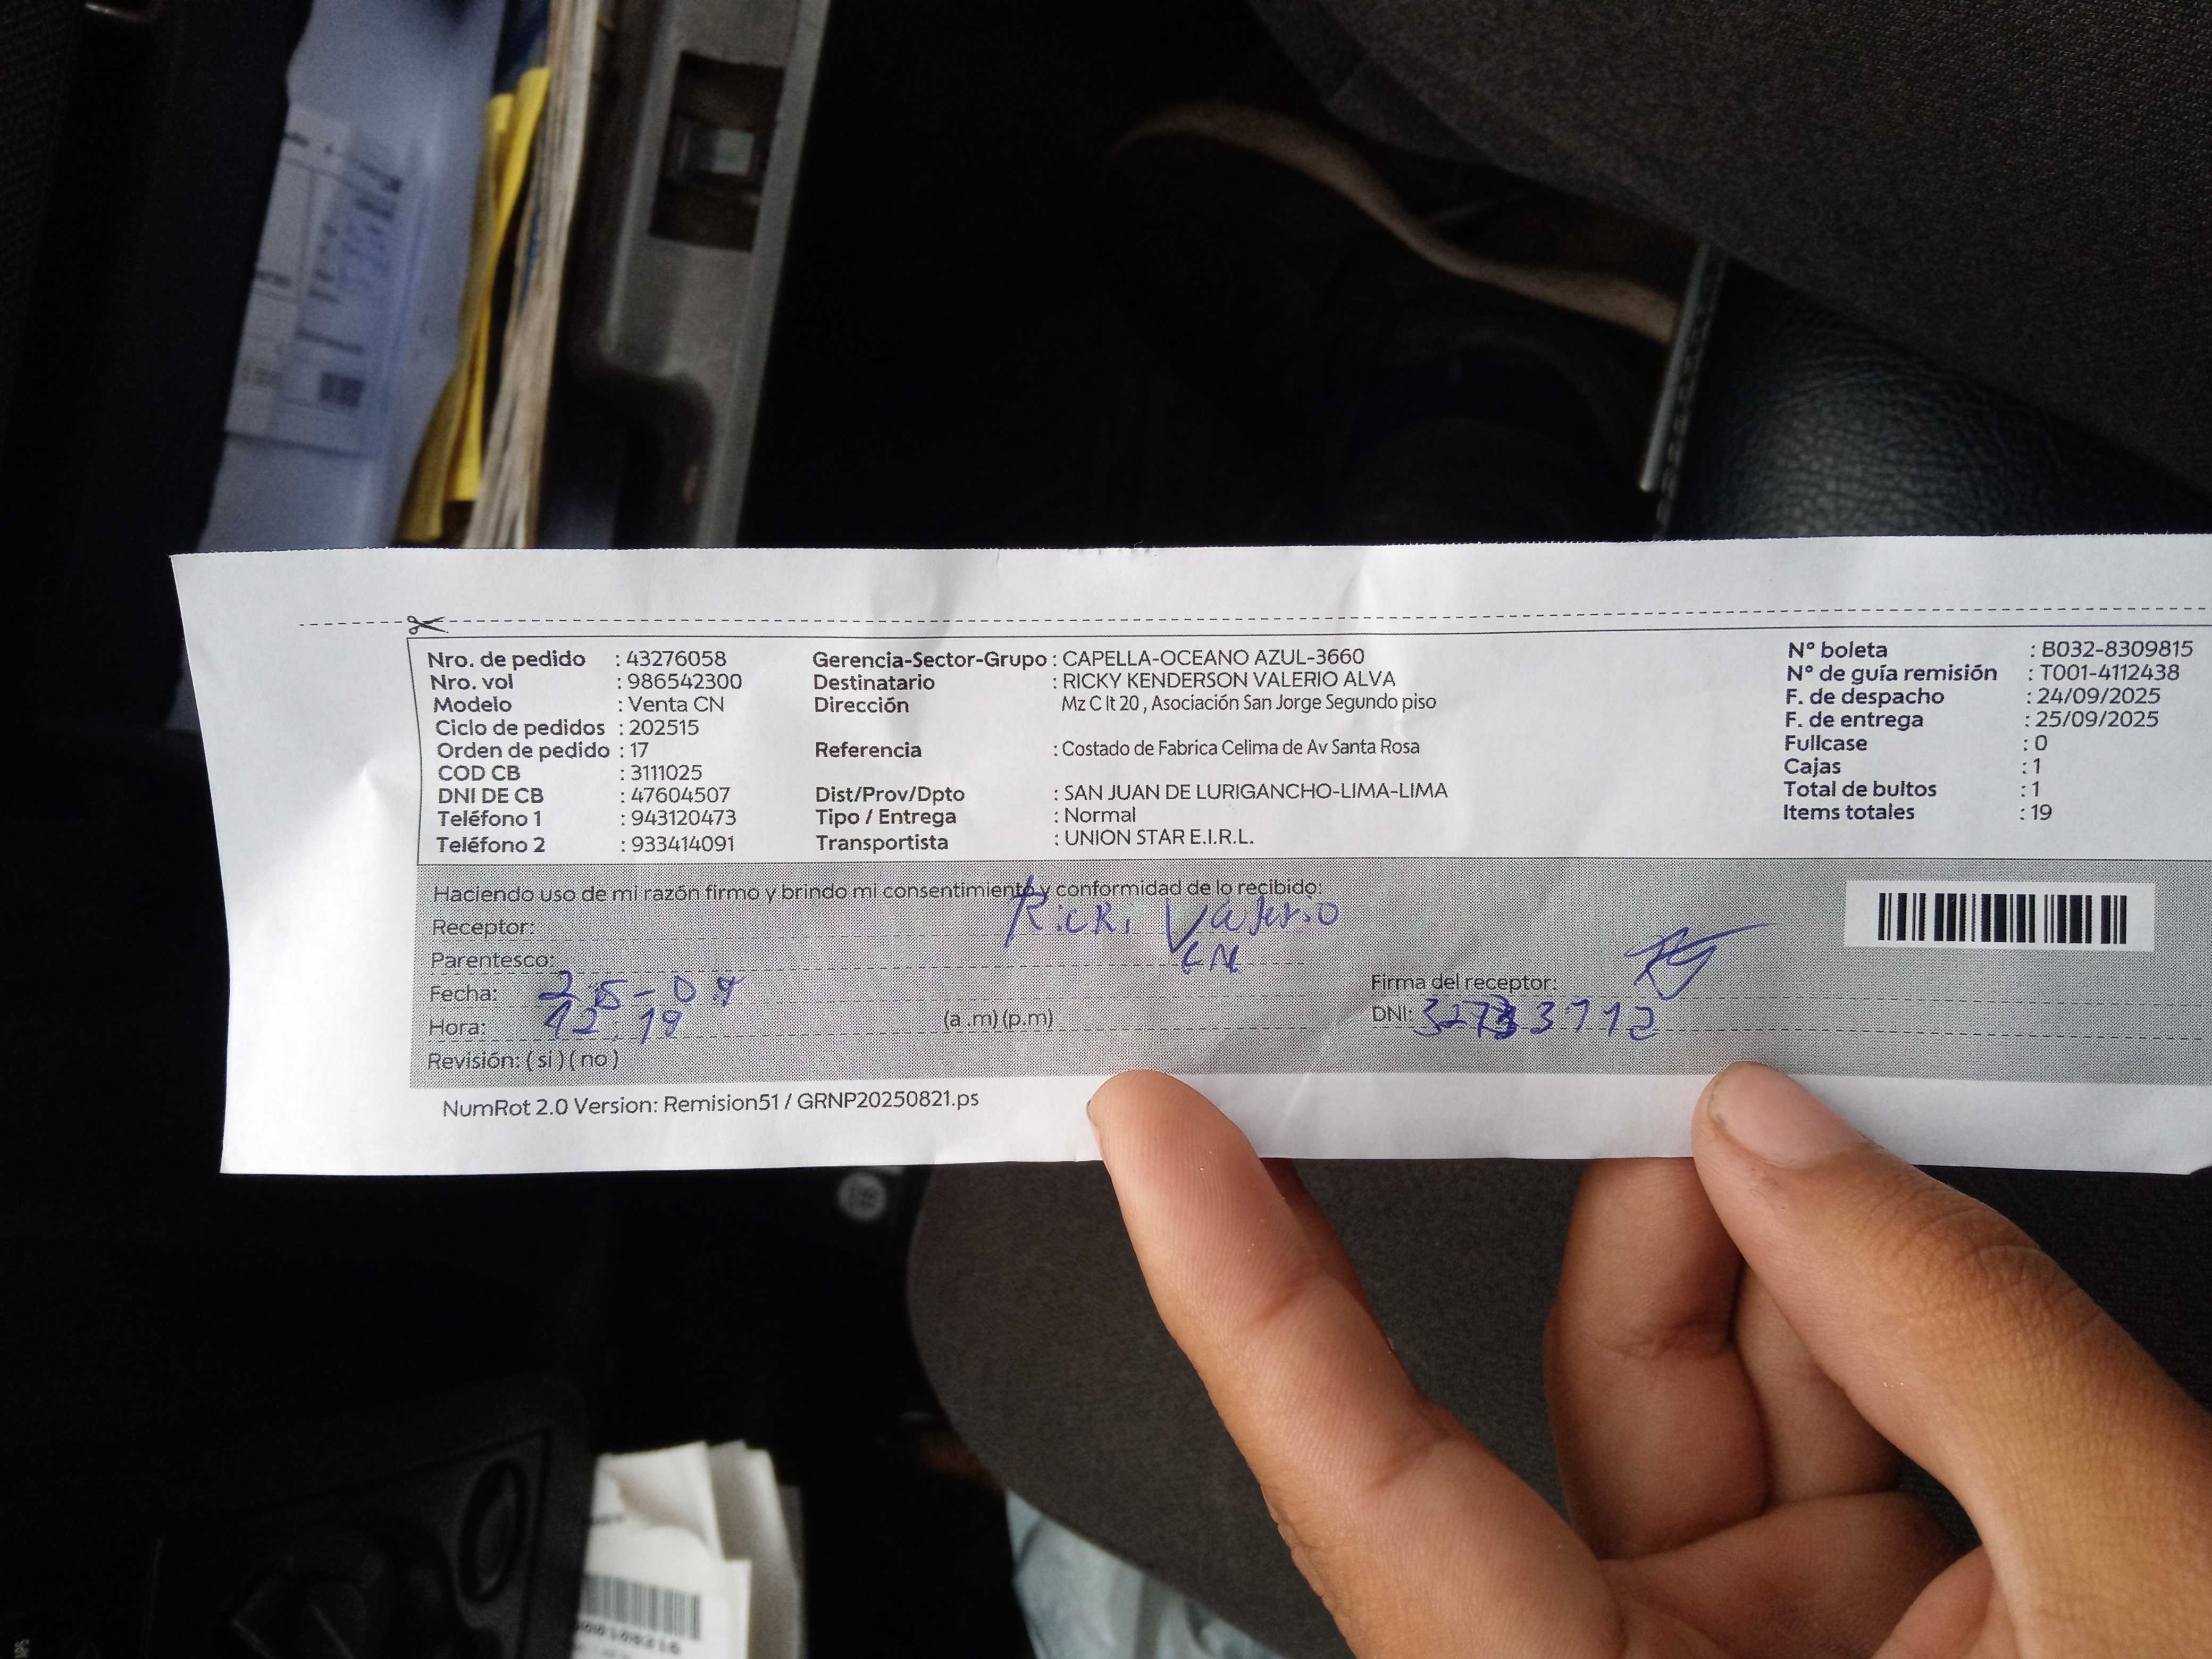 Nro. de pedido : 43276058
Nro. vol : 986542300
Modelo : Venta CN
Ciclo de pedidos : 202515
Orden de pedido : 17
COD CB : 3111025
DNI DE CB : 47604507
Teléfono 1 : 943120473
Teléfono 2 : 933414091
Gerencia-Sector-Grupo : CAPELLA-OCEANO AZUL-3660
Destinatario : RICKY KENDERSON VALERIO ALVA
Dirección Mz C lt 20 , Asociación San Jorge Segundo piso
Referencia : Costado de Fabrica Celima de Av Santa Rosa
Dist/Prov/Dpto : SAN JUAN DE LURIGANCHO-LIMA-LIMA
Tipo / Entrega : Normal
Transportista : UNION STAR E.I.R.L.
N° boleta : B032-8309815
N° de guía remisión : T001-4112438
F. de despacho : 24/09/2025
F. de entrega : 25/09/2025
Fullcase : 0
Cajas : 1
Total de bultos : 1
Items totales : 19
Haciendo uso de mi razón firmo y brindo mi consentimiento y conformidad de lo recibido:
Receptor: Ricki Valerio
Parentesco: CN
Fecha: 25-09
Hora: 12:19 (a .m) (p.m)
Revisión: ( si ) ( no )
Firma del receptor:
DNI:
NumRot 2.0 Version: Remision51 / GRNP20250821.ps